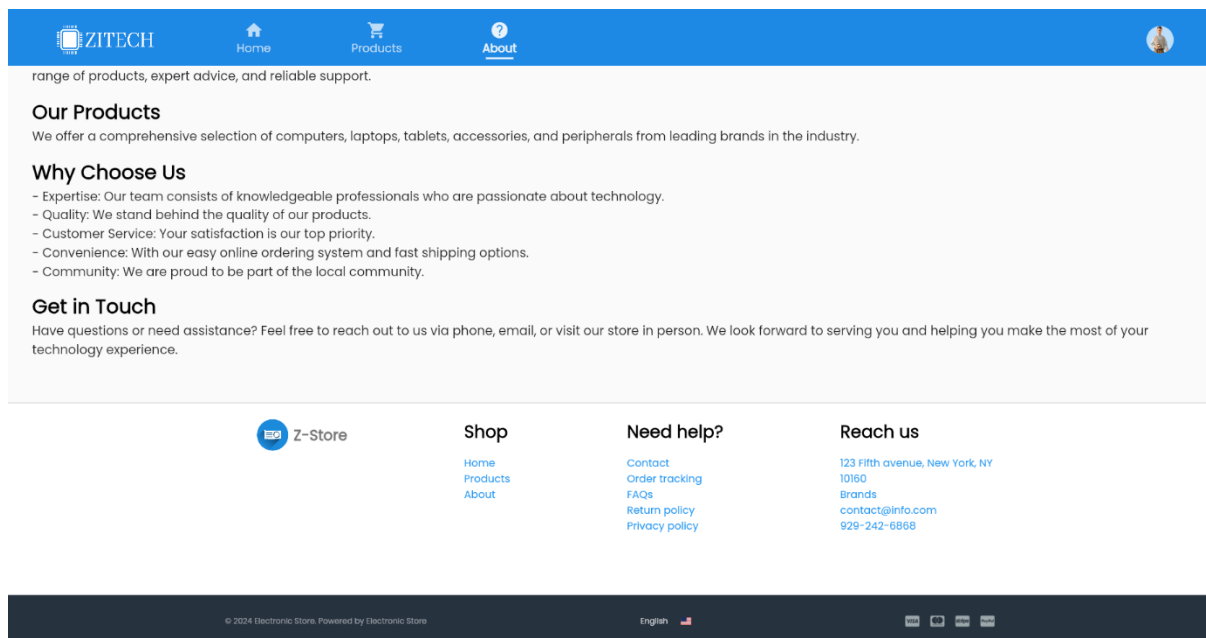 ZITECH
Home
Products
About
range of products, expert advice, and reliable support.
Our Products
We offer a comprehensive selection of computers, laptops, tablets, accessories, and peripherals from leading brands in the industry.
Why Choose Us
- Expertise: Our team consists of knowledgeable professionals who are passionate about technology.
- Quality: We stand behind the quality of our products.
- Customer Service: Your satisfaction is our top priority.
- Convenience: With our easy online ordering system and fast shipping options.
- Community: We are proud to be part of the local community.
Get in Touch
Have questions or need assistance? Feel free to reach out to us via phone, email, or visit our store in person. We look forward to serving you and helping you make the most of your
technology experience.
Z-Store
Shop
Home
Products
About
Need help?
Contact
Order tracking
FAQs
Return policy
Privacy policy
Reach us
123 Fifth avenue, New York, NY
10160
Brands
contact@info.com
929-242-6868
© 2024 Electronic Store. Powered by Electronic Store
English
VISA